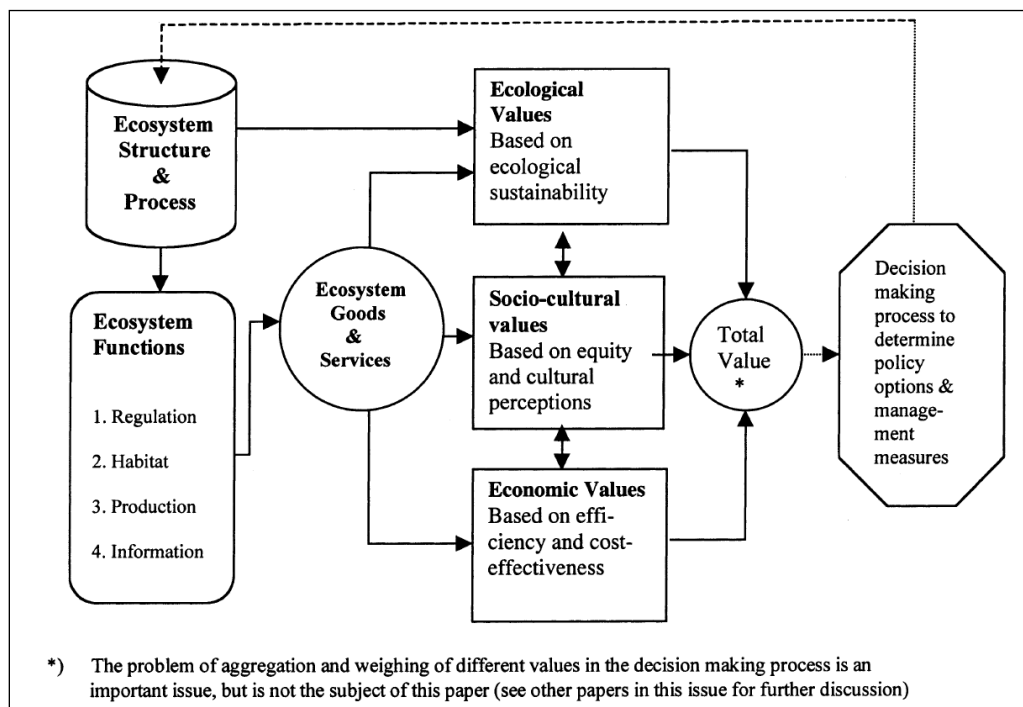 Ecosystem
Structure
&
Process
Ecosystem
Functions
1. Regulation
2. Habitat
3. Production
4. Information
Ecosystem
Goods
&
Services
Ecological
Values
Based on
ecological
sustainability
Socio-cultural
values
Based on equity
and cultural
perceptions
Economic Values
Based on effi-
ciency and cost-
effectiveness
Total
Value
*
Decision
making
process to
determine
policy
options &
manage-
ment
measures
*) The problem of aggregation and weighing of different values in the decision making process is an
important issue, but is not the subject of this paper (see other papers in this issue for further discussion)